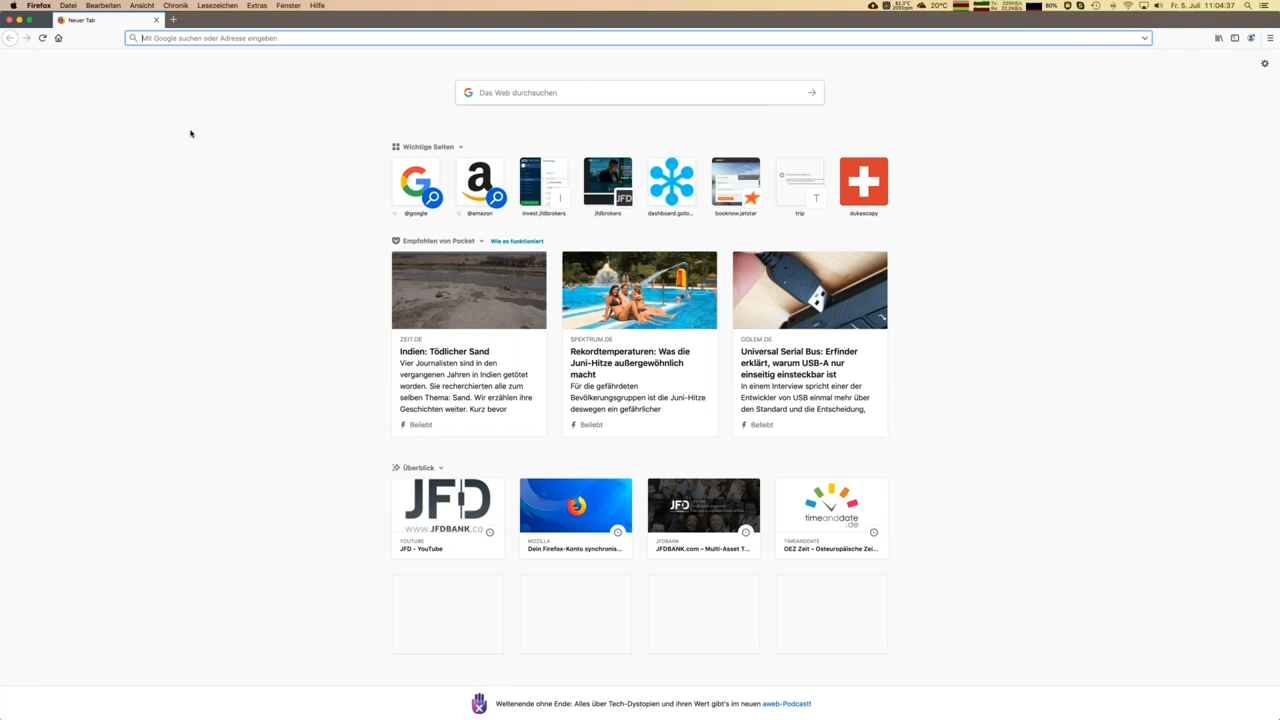 Firefox Datei Bearbeiten Ansicht Chronik Lesezeichen Extras Fenster Hilfe
20°C 80% Fr. 5. Juli 11:04:37
Neuer Tab
Mit Google suchen oder Adresse eingeben
Das Web durchsuchen
Wichtige Seiten
@google @amazon invest.jfdbrokers jfdbrokers dashboard.goto... booknow.jetstar trip dukascopy
Empfohlen von Pocket Wie es funktioniert
ZEIT.DE
Indien: Tödlicher Sand
Vier Journalisten sind in den
vergangenen Jahren in Indien getötet
worden. Sie recherchierten alle zum
selben Thema: Sand. Wir erzählen ihre
Geschichten weiter. Kurz bevor
Beliebt
SPEKTRUM.DE
Rekordtemperaturen: Was die
Juni-Hitze außergewöhnlich
macht
Für die gefährdeten
Bevölkerungsgruppen ist die Juni-Hitze
deswegen ein gefährlicher
Beliebt
GOLEM.DE
Universal Serial Bus: Erfinder
erklärt, warum USB-A nur
einseitig einsteckbar ist
In einem Interview spricht einer der
Entwickler von USB einmal mehr über
den Standard und die Entscheidung,
Beliebt
Überblick
JFD
WWW.JFDBANK.CO
YOUTUBE
JFD - YouTube
MOZILLA
Dein Firefox-Konto synchronis...
JFD
JFDBANK
JFDBANK.com – Multi-Asset T...
timeanddate
.de
TIMEANDDATE
OEZ Zeit – Osteuropäische Zei...
Weltenende ohne Ende: Alles über Tech-Dystopien und ihren Wert gibt's im neuen aweb-Podcast!